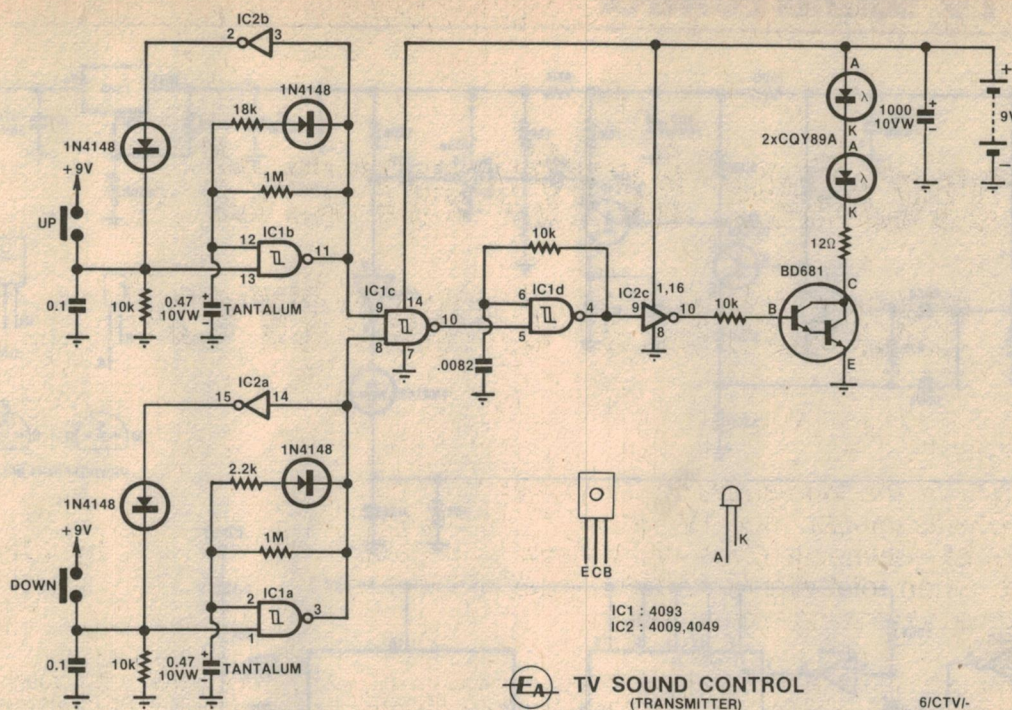 IC2b
2 3
1N4148
18k
1N4148
+9V
1M
UP
IC1b
12
11
13
0.1
10k
0.47
10VW
+
-
TANTALUM
IC2a
15 14
1N4148
2.2k
1N4148
+9V
1M
DOWN
IC1a
2
3
1
0.1
10k
0.47
10VW
+
-
TANTALUM
IC1c
9
14
10
8
7
10k
IC1d
6
4
5
.0082
IC2c
9
1,16
10
8
10k
BD681
B
C
E
12Ω
A
λ
K
2xCQY89A
A
λ
K
1000
10VW
+
-
+
9V
-
ECB
A
K
IC1 : 4093
IC2 : 4009,4049
EA
TV SOUND CONTROL
(TRANSMITTER)
6/CTV/-